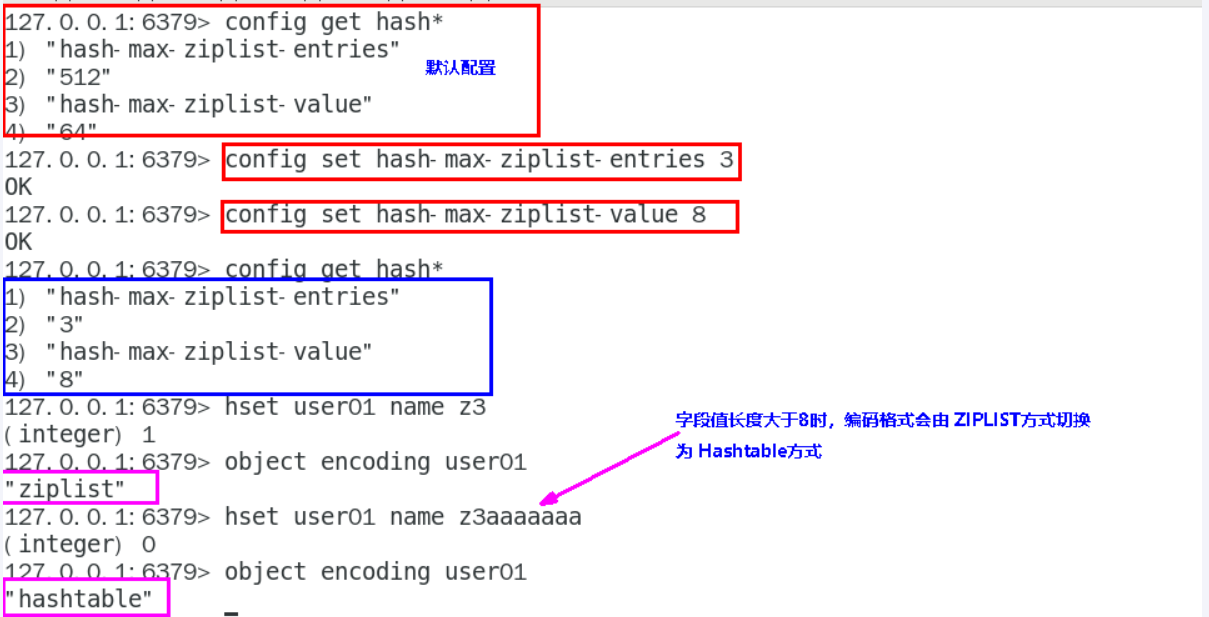 127.0.0.1:6379> config get hash*
1) "hash-max-ziplist-entries"
默认配置
2) "512"
3) "hash-max-ziplist-value"
4) "64"
127.0.0.1:6379> config set hash-max-ziplist-entries 3
OK
127.0.0.1:6379> config set hash-max-ziplist-value 8
OK
127.0.0.1:6379> config get hash*
1) "hash-max-ziplist-entries"
2) "3"
3) "hash-max-ziplist-value"
4) "8"
127.0.0.1:6379> hset user01 name z3
(integer) 1
字段值长度大于8时，编码格式会由 ZIPLIST方式切换
为 Hashtable方式
127.0.0.1:6379> object encoding user01
"ziplist"
127.0.0.1:6379> hset user01 name z3aaaaaaa
(integer) 0
127.0.0.1:6379> object encoding user01
"hashtable"